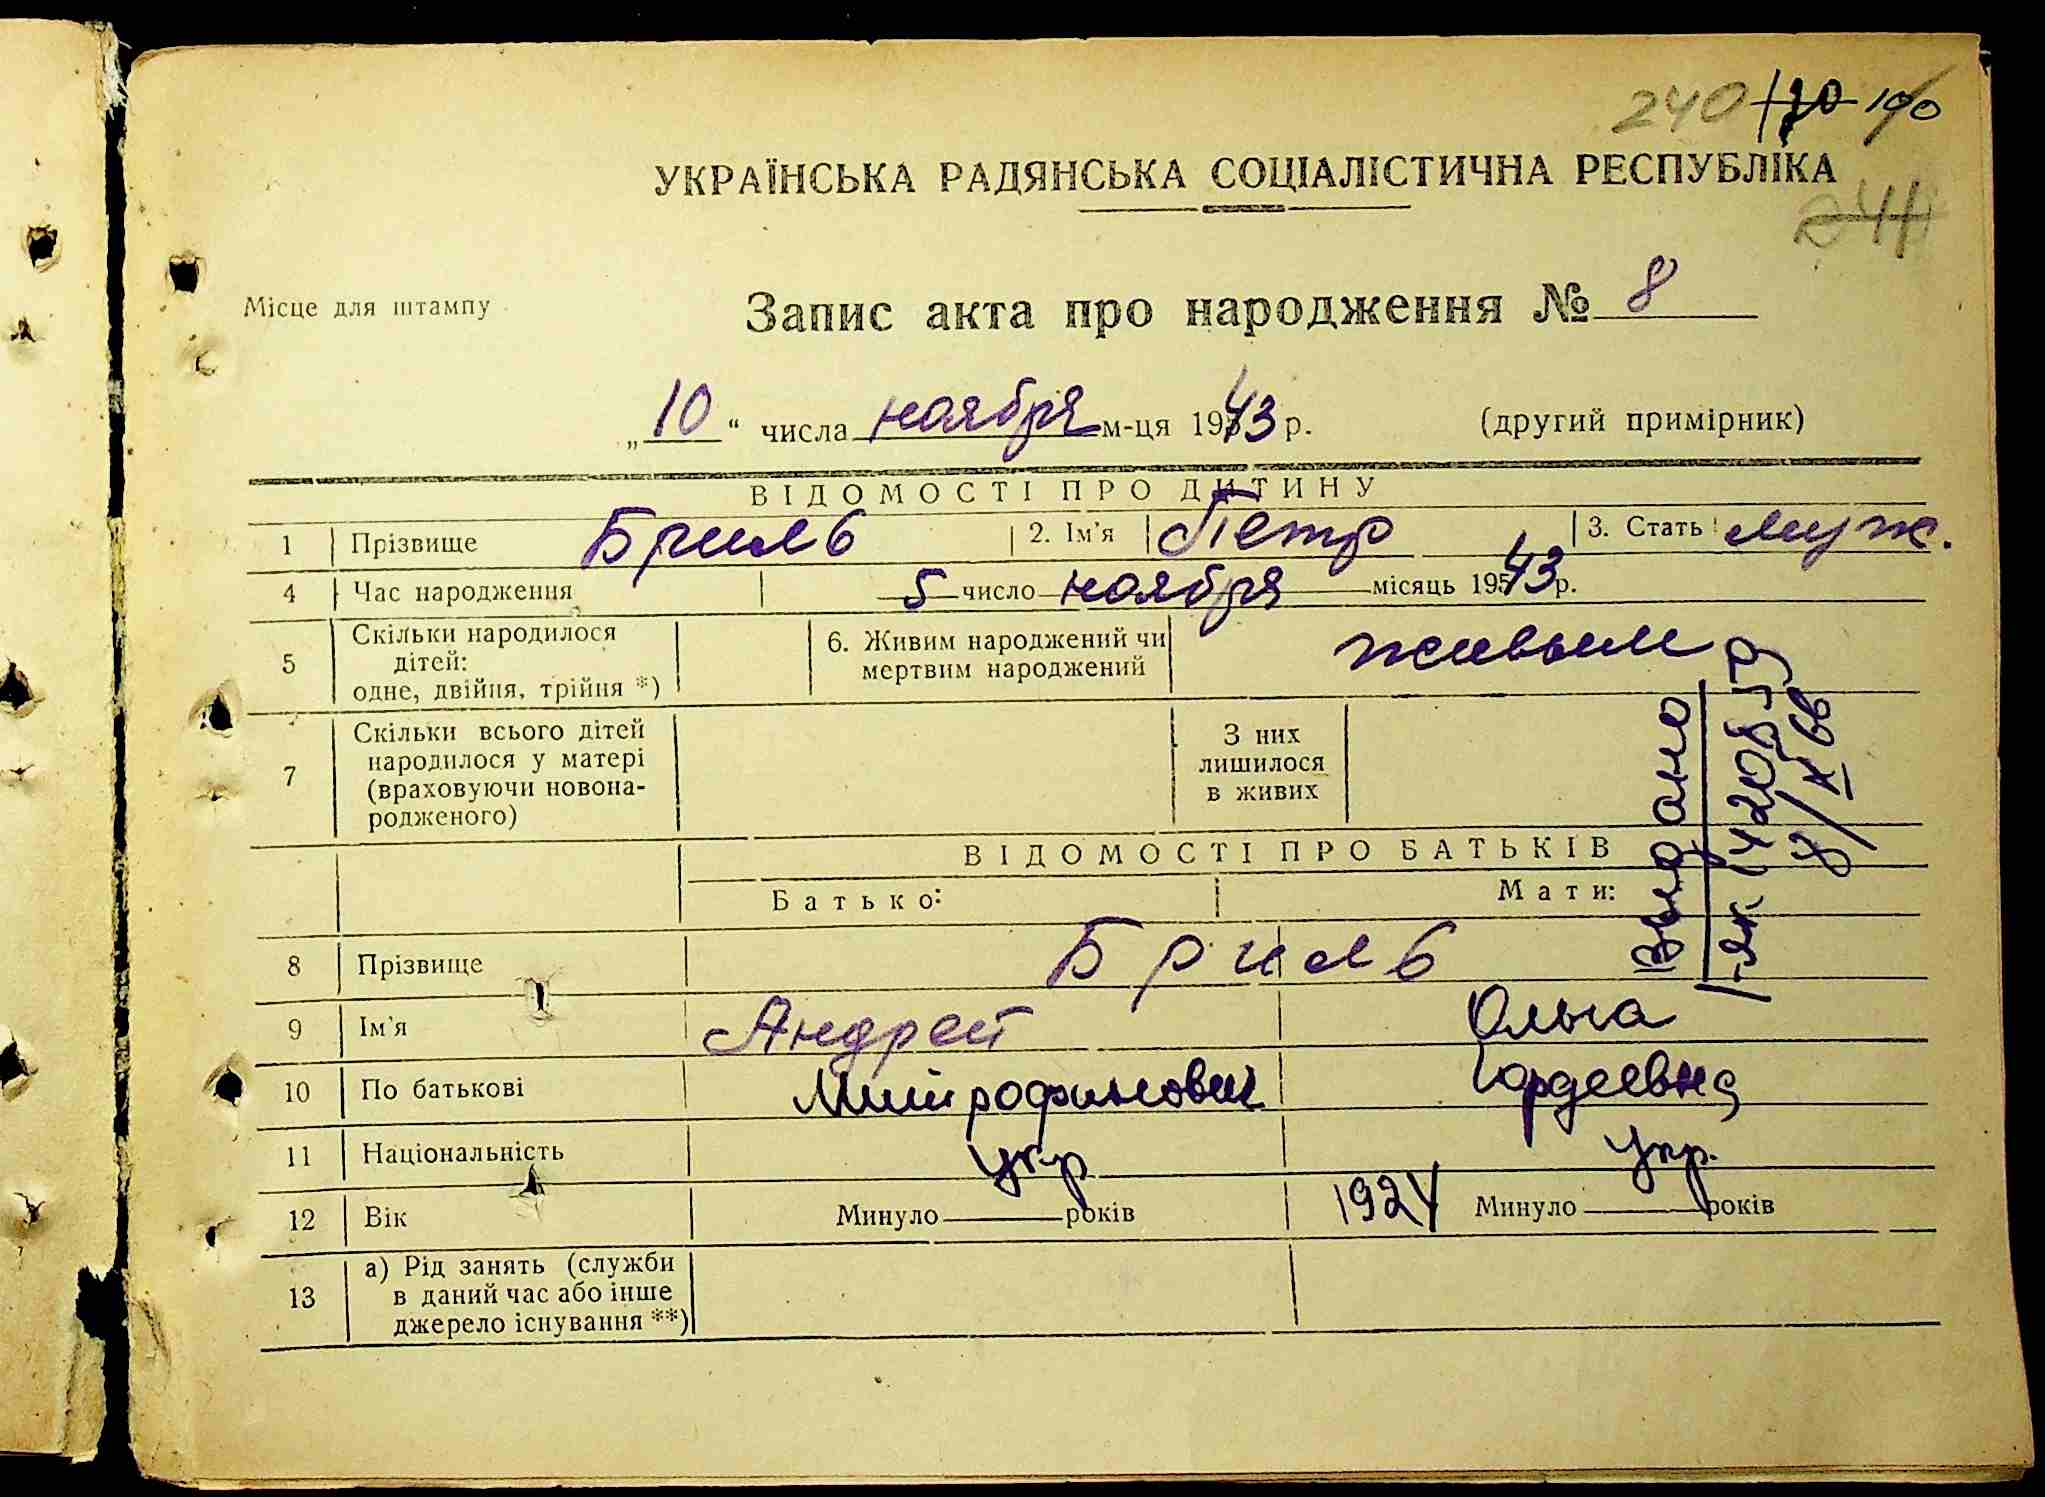 240 170 190
УКРАЇНСЬКА РАДЯНСЬКА СОЦІАЛІСТИЧНА РЕСПУБЛІКА
241
Місце для штампу
Запис акта про народження № 8
„10“ числа ноября м-ця 1943 р. (другий примірник)
ВІДОМОСТІ ПРО ДИТИНУ
1 Прізвище Бриль 2. Ім'я Петр 3. Стать муж.
4 Час народження 5 число ноября місяць 1943 р.
5 Скільки народилося дітей: одне, двійня, трійня *) 6. Живим народжений чи мертвим народжений живым
7 Скільки всього дітей народилося у матері (враховуючи новонародженого) З них лишилося в живих
ВІДОМОСТІ ПРО БАТЬКІВ
Батько: Мати:
8 Прізвище Бриль
9 Ім'я Андрей Ольга
10 По батькові Митрофанович Гордеевна
11 Національність укр укр.
12 Вік Минуло років 1924 Минуло років
13 а) Рід занять (служби в даний час або інше джерело існування **)